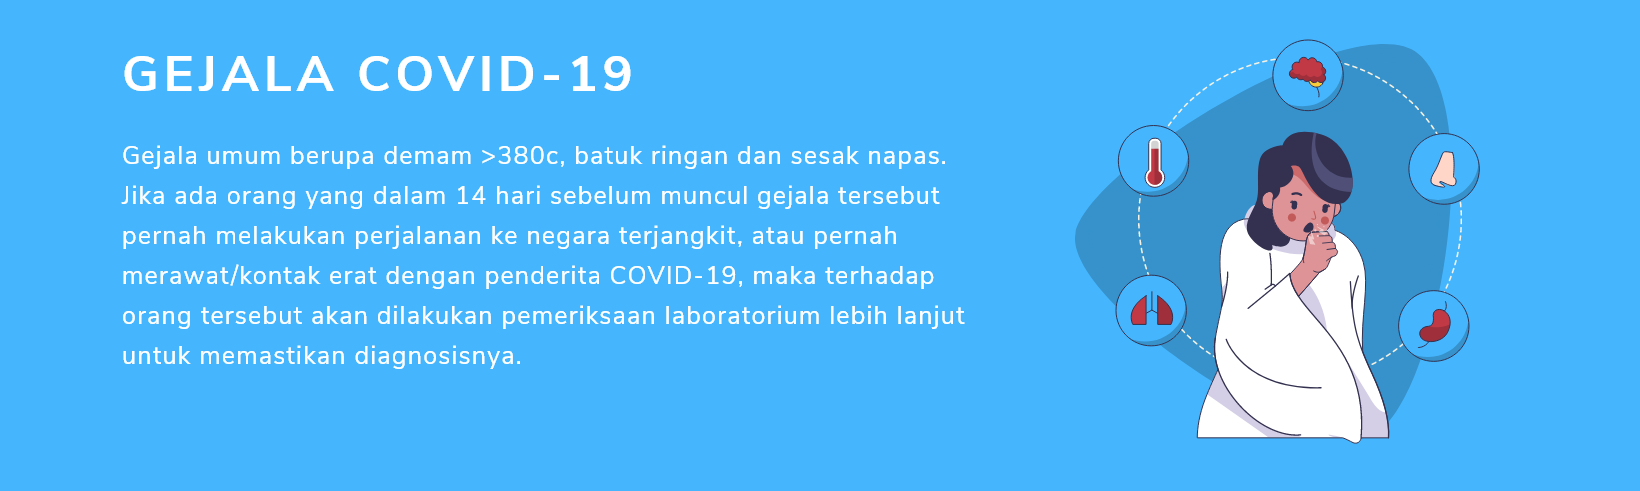 GEJALA COVID-19
Gejala umum berupa demam >380c, batuk ringan dan sesak napas.
Jika ada orang yang dalam 14 hari sebelum muncul gejala tersebut
pernah melakukan perjalanan ke negara terjangkit, atau pernah
merawat/kontak erat dengan penderita COVID-19, maka terhadap
orang tersebut akan dilakukan pemeriksaan laboratorium lebih lanjut
untuk memastikan diagnosisnya.